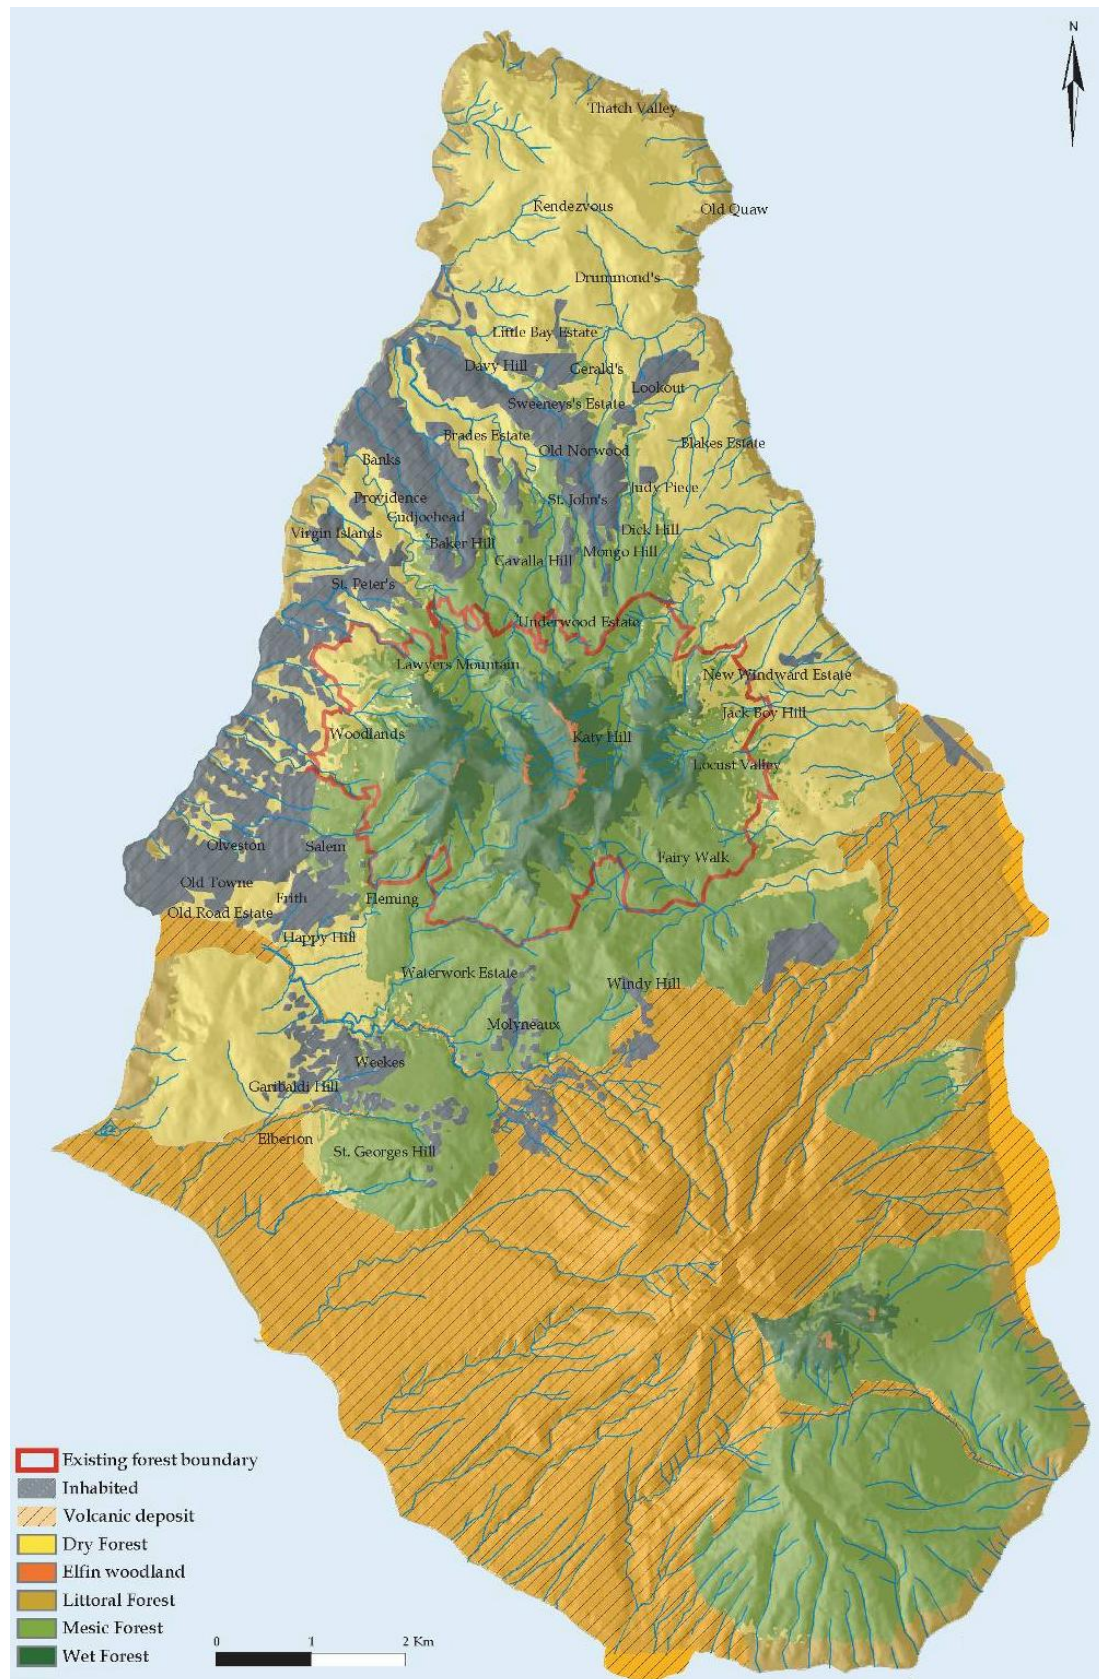 N
Thatch Valley
Rendezvous
Old Quaw
Drummond's
Little Bay Estate
Davy Hill
Gerald's
Lookout
Sweeneys's Estate
Brades Estate
Blakes Estate
Old Norwood
Banks
Judy Piece
Providence
St. John's
Cudjoehead
Virgin Islands
Dick Hill
Baker Hill
Mongo Hill
Cavalla Hill
St. Peter's
Underwood Estate
Lawyers Mountain
New Windward Estate
Jack Boy Hill
Woodlands
Katy Hill
Locust Valley
Olveston
Salem
Fairy Walk
Old Towne
Frith
Fleming
Old Road Estate
Happy Hill
Waterwork Estate
Windy Hill
Molyneaux
Weekes
Garibaldi Hill
Elberton
St. Georges Hill
Existing forest boundary
Inhabited
Volcanic deposit
Dry Forest
Elfin woodland
Littoral Forest
Mesic Forest
Wet Forest
0 1 2 Km